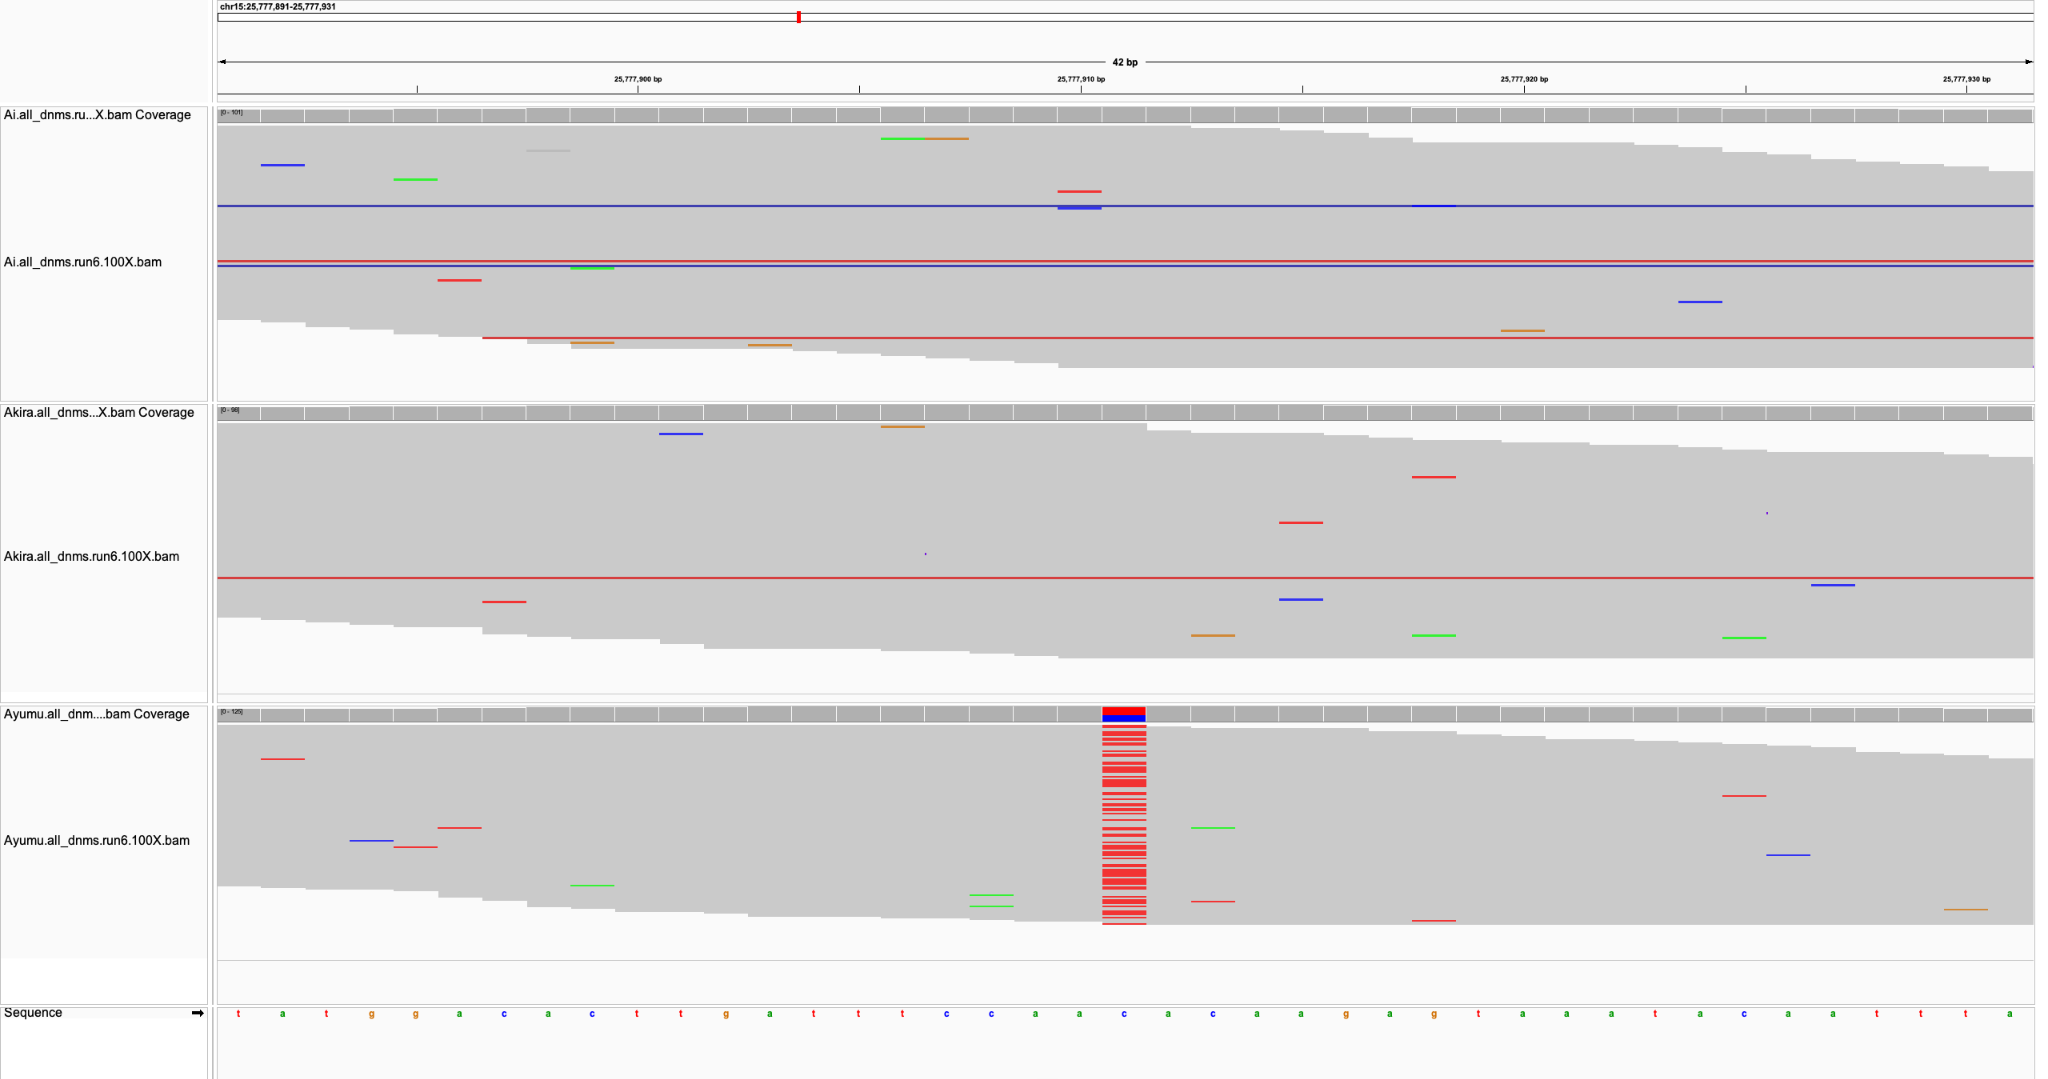 chr15:25,777,891-25,777,931
42 bp
25,777,900 bp 25,777,910 bp 25,777,920 bp 25,777,930 bp
Ai.all_dnms.ru...X.bam Coverage
[0 - 101]
Ai.all_dnms.run6.100X.bam
Akira.all_dnms...X.bam Coverage
[0 - 98]
Akira.all_dnms.run6.100X.bam
Ayumu.all_dnm....bam Coverage
[0 - 125]
Ayumu.all_dnms.run6.100X.bam
Sequence t a t g g a c a c t t g a t t t c c a a c a c a a g a g t a a a t a c a a t t t a